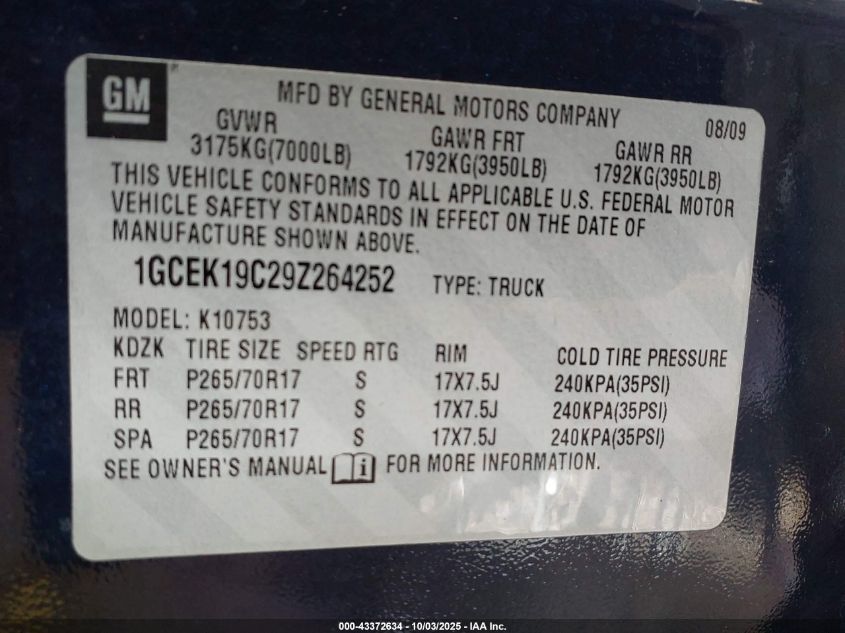 GM
MFD BY GENERAL MOTORS COMPANY 08/09
GVWR GAWR FRT GAWR RR
3175KG(7000LB) 1792KG(3950LB) 1792KG(3950LB)
THIS VEHICLE CONFORMS TO ALL APPLICABLE U.S. FEDERAL MOTOR
VEHICLE SAFETY STANDARDS IN EFFECT ON THE DATE OF
MANUFACTURE SHOWN ABOVE.
1GCEK19C29Z264252 TYPE: TRUCK
MODEL: K10753
KDZK TIRE SIZE SPEED RTG RIM COLD TIRE PRESSURE
FRT P265/70R17 S 17X7.5J 240KPA(35PSI)
RR P265/70R17 S 17X7.5J 240KPA(35PSI)
SPA P265/70R17 S 17X7.5J 240KPA(35PSI)
SEE OWNER'S MANUAL i FOR MORE INFORMATION.
000-43372634 - 10/03/2025 - IAA Inc.